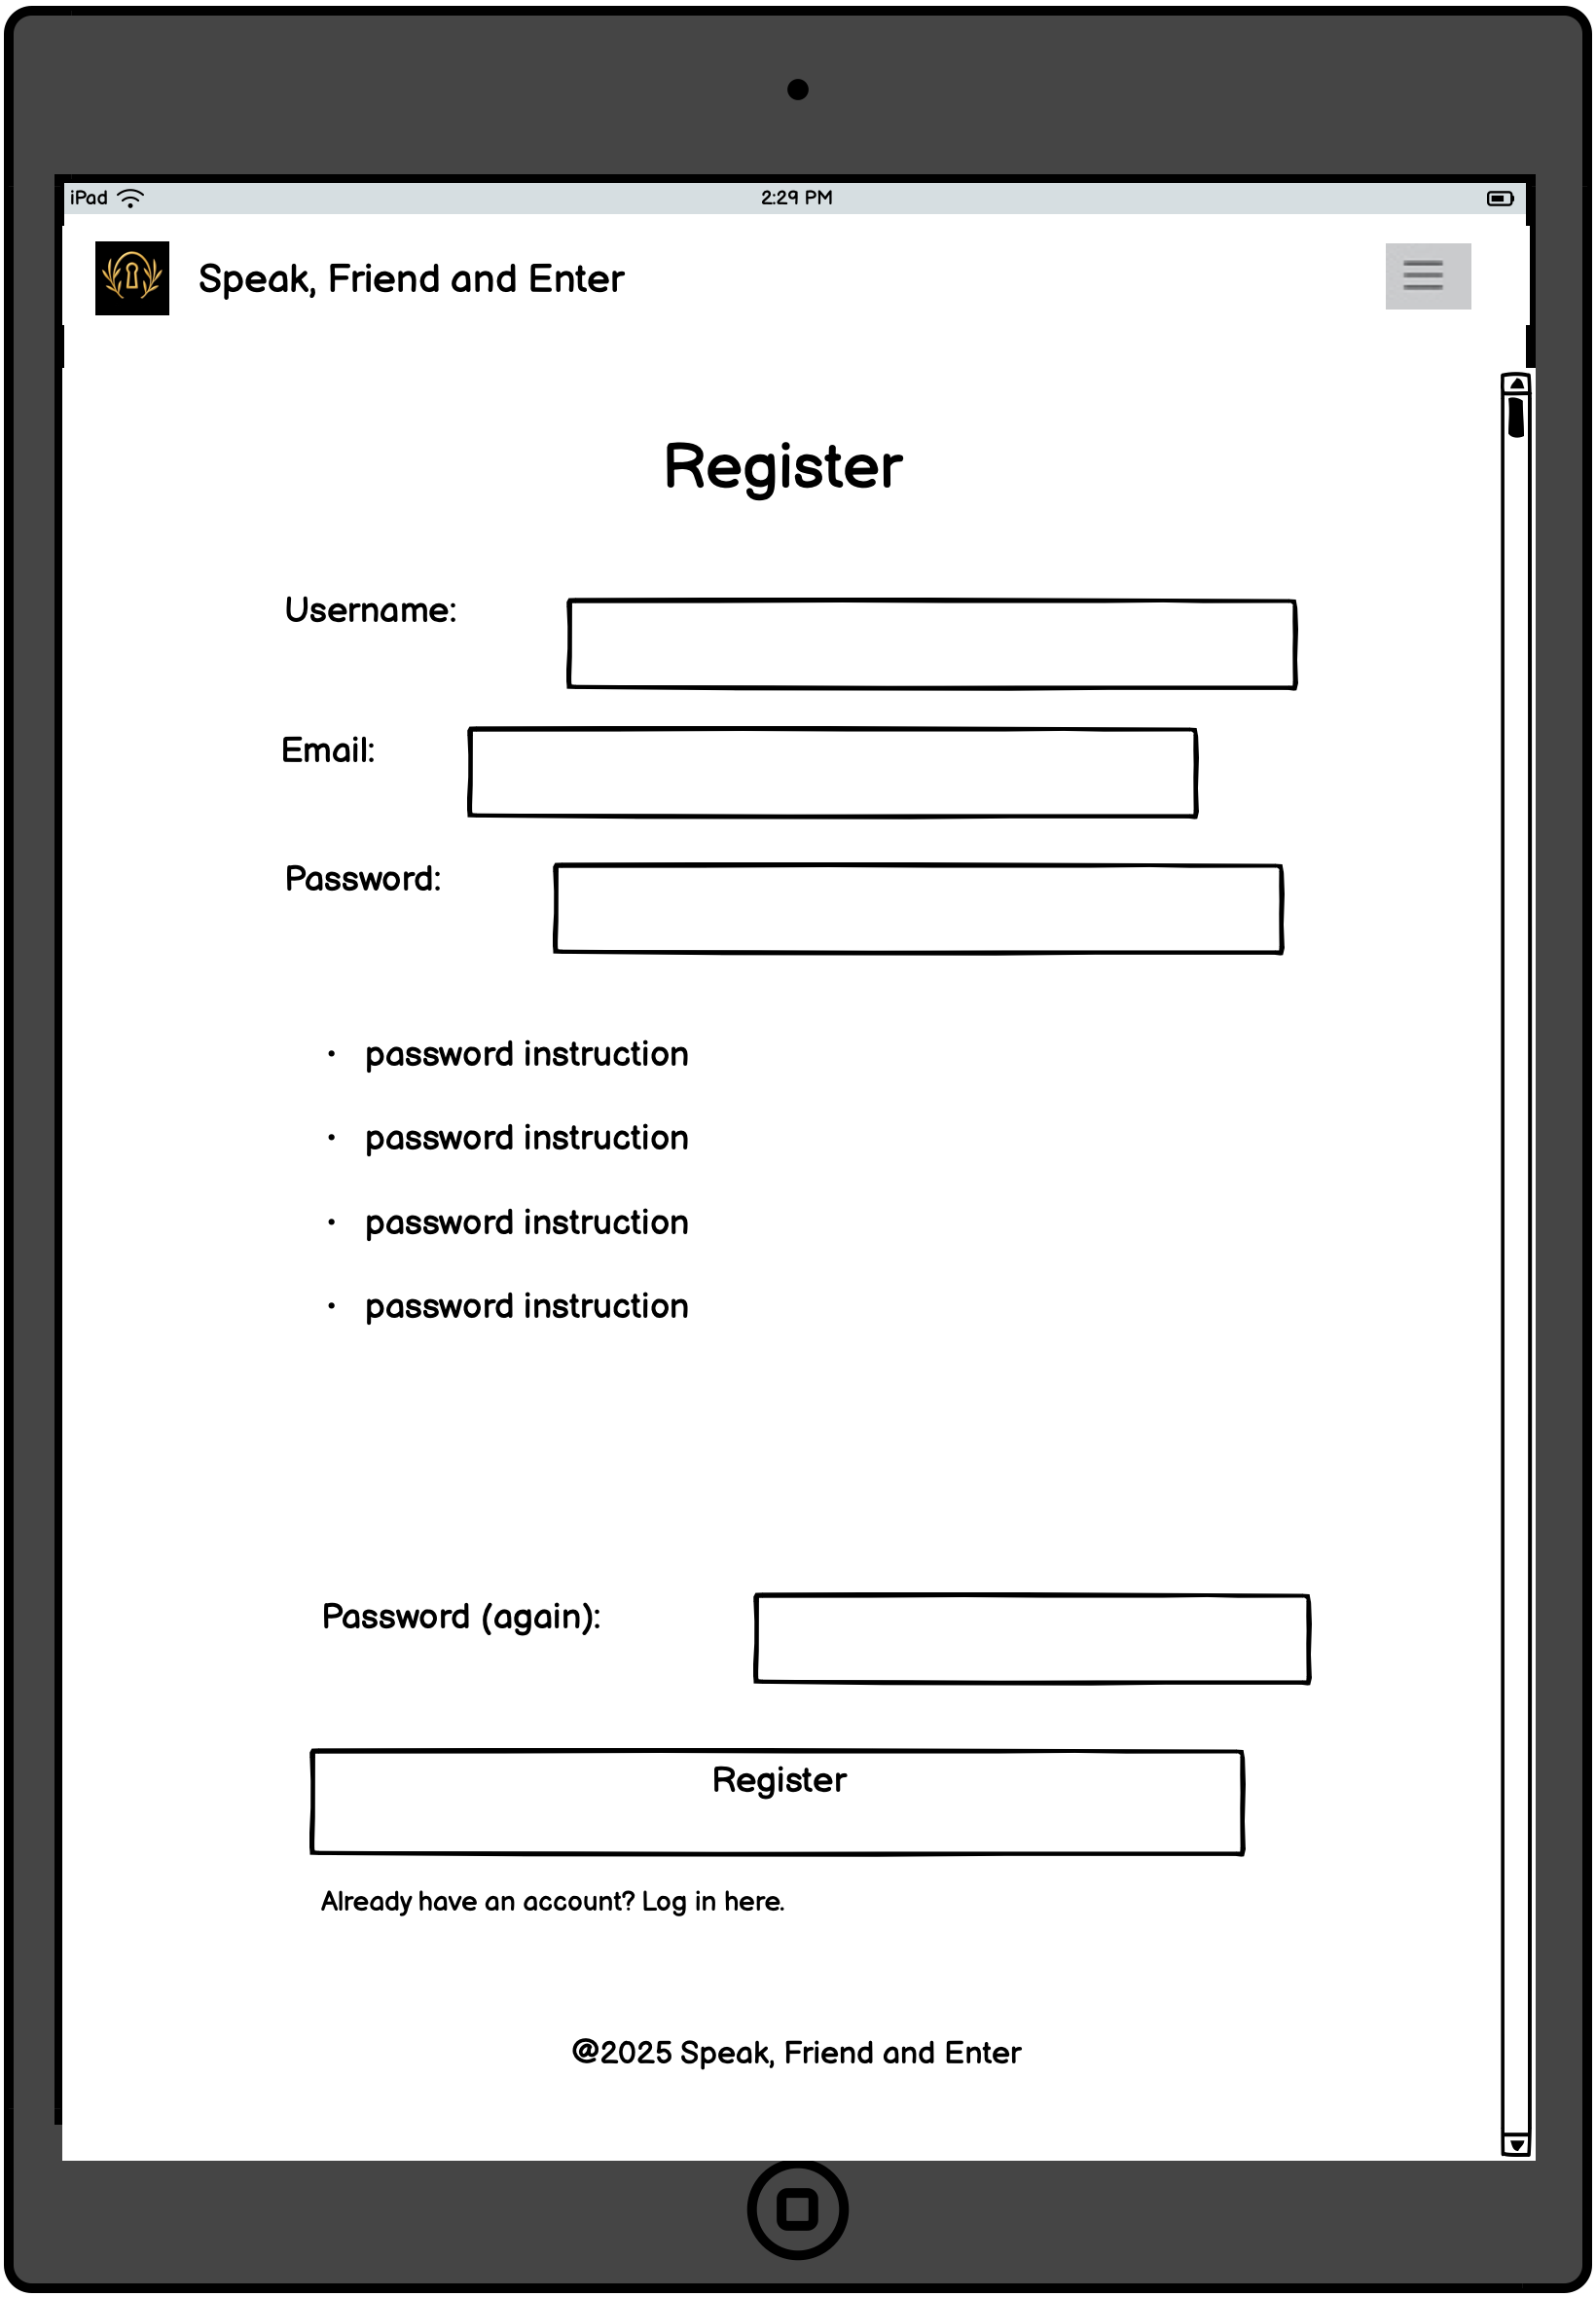 iPad 2:29 PM
Speak, Friend and Enter
Register
Username:
Email:
Password:
· password instruction
· password instruction
· password instruction
· password instruction
Password (again):
Register
Already have an account? Log in here.
@2025 Speak, Friend and Enter